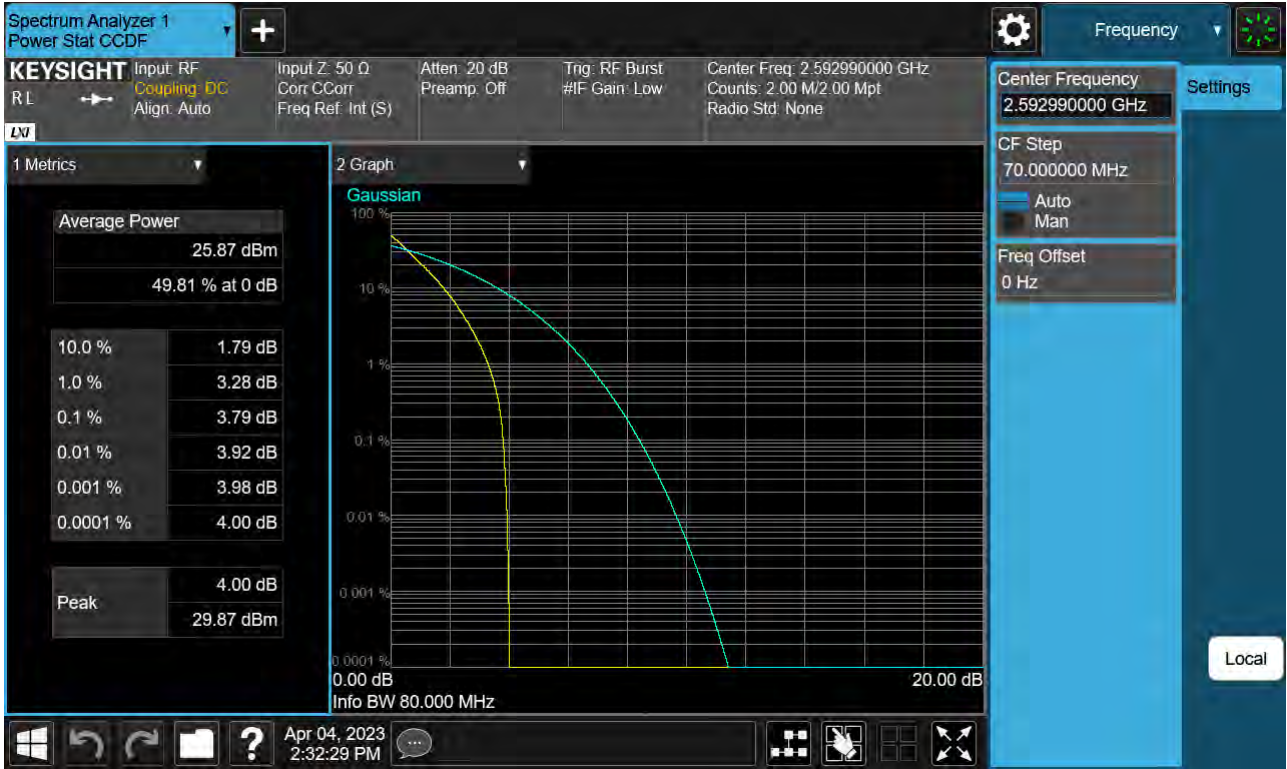 Spectrum Analyzer 1
Power Stat CCDF
+
Frequency
KEYSIGHT
R L
LXI
Input: RF
Coupling: DC
Align: Auto
Input Z: 50 Ω
Corr CCorr
Freq Ref: Int (S)
Atten: 20 dB
Preamp: Off
Trig: RF Burst
#IF Gain: Low
Center Freq: 2.592990000 GHz
Counts: 2.00 M/2.00 Mpt
Radio Std: None
Center Frequency
2.592990000 GHz
Settings
CF Step
70.000000 MHz
Auto
Man
Freq Offset
0 Hz
Local
1 Metrics
Average Power
25.87 dBm
49.81 % at 0 dB
10.0 % 1.79 dB
1.0 % 3.28 dB
0.1 % 3.79 dB
0.01 % 3.92 dB
0.001 % 3.98 dB
0.0001 % 4.00 dB
Peak
4.00 dB
29.87 dBm
2 Graph
Gaussian
100 %
10 %
1 %
0.1 %
0.01 %
0.001 %
0.0001 %
0.00 dB 20.00 dB
Info BW 80.000 MHz
?
Apr 04, 2023
2:32:29 PM